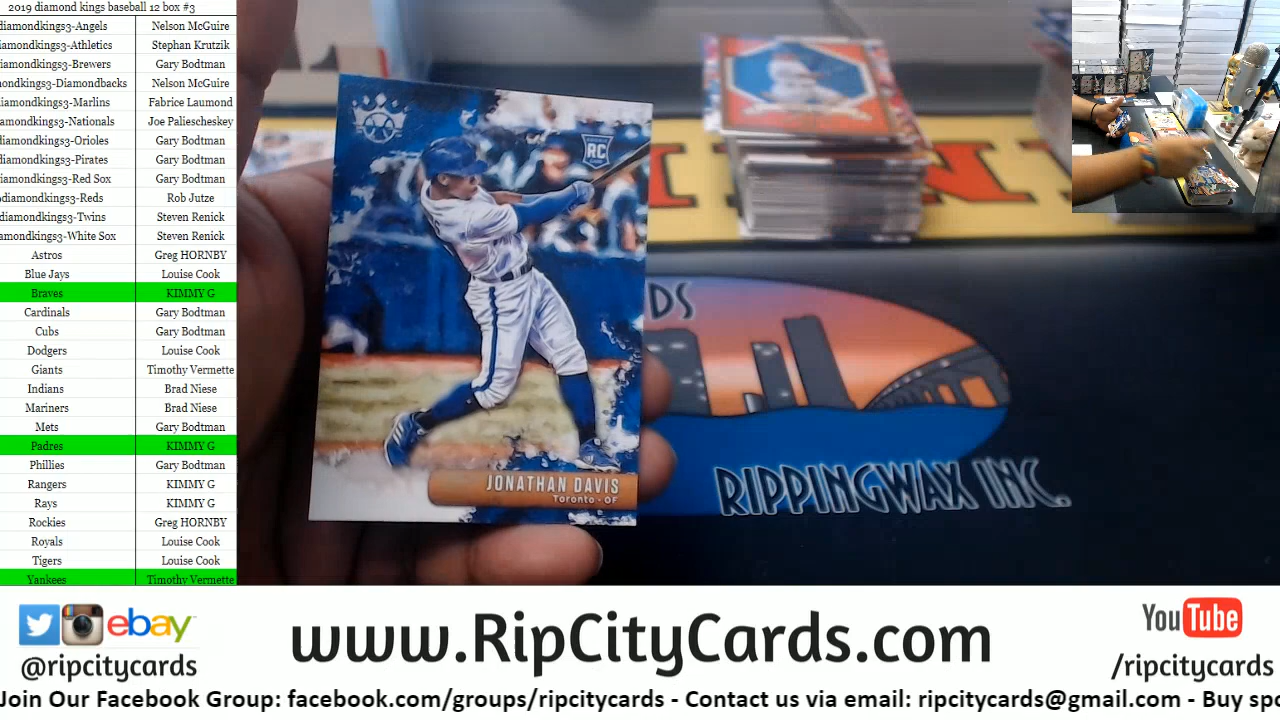 2019 diamond kings baseball 12 box #3
diamondkings3-Angels Nelson McGuire
iamondkings3-Athletics Stephan Krutzik
iamondkings3-Brewers Gary Bodtman
mondkings3-Diamondbacks Nelson McGuire
iamondkings3-Marlins Fabrice Laumond
iamondkings3-Nationals Joe Paliescheskey
diamondkings3-Orioles Gary Bodtman
diamondkings3-Pirates Gary Bodtman
diamondkings3-Red Sox Gary Bodtman
diamondkings3-Reds Rob Jutze
diamondkings3-Twins Steven Renick
amondkings3-White Sox Steven Renick
Astros Greg HORNBY
Blue Jays Louise Cook
Braves KIMMY G
Cardinals Gary Bodtman
Cubs Gary Bodtman
Dodgers Louise Cook
Giants Timothy Vermette
Indians Brad Niese
Mariners Brad Niese
Mets Gary Bodtman
Padres KIMMY G
Phillies Gary Bodtman
Rangers KIMMY G
Rays KIMMY G
Rockies Greg HORNBY
Royals Louise Cook
Tigers Louise Cook
Yankees Timothy Vermette
RC
JONATHAN DAVIS
Toronto - OF
DS
RIPPINGWAX INC.
ebay
@ripcitycards
www.RipCityCards.com
YouTube
/ripcitycards
Join Our Facebook Group: facebook.com/groups/ripcitycards - Contact us via email: ripcitycards@gmail.com - Buy spo